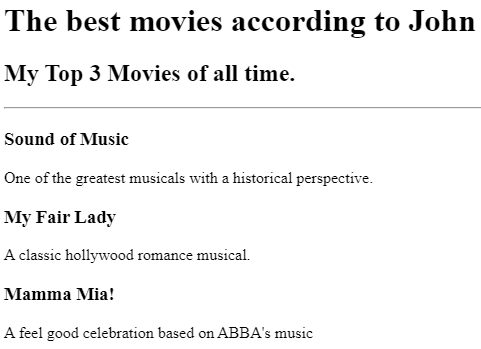 The best movies according to John
My Top 3 Movies of all time.
Sound of Music
One of the greatest musicals with a historical perspective.
My Fair Lady
A classic hollywood romance musical.
Mamma Mia!
A feel good celebration based on ABBA's music